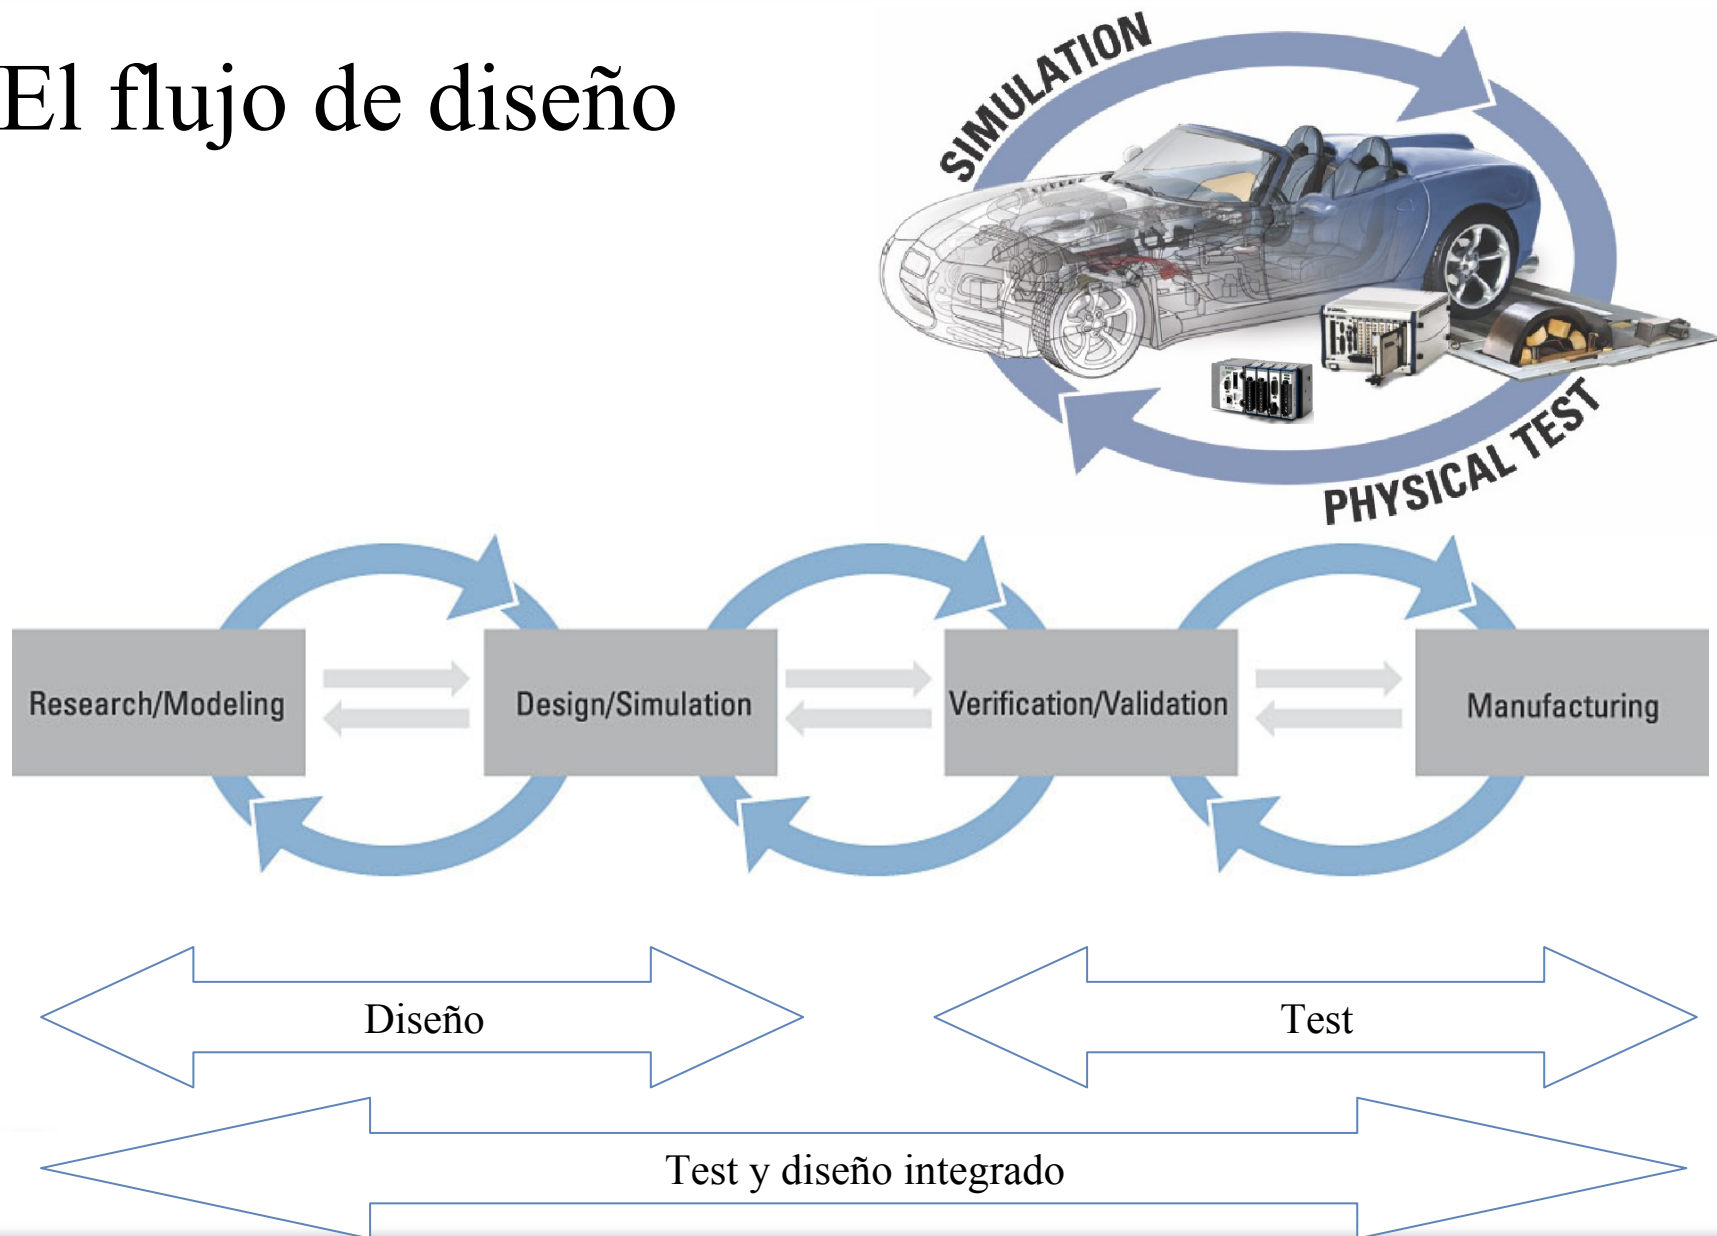 El flujo de diseño
SIMULATION
PHYSICAL TEST
Research/Modeling
Design/Simulation
Verification/Validation
Manufacturing
Diseño
Test
Test y diseño integrado